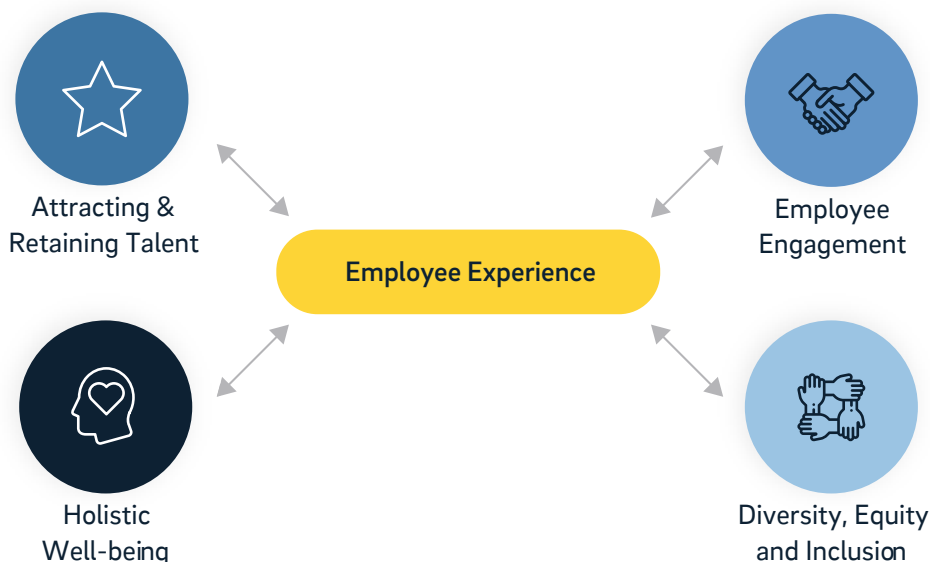 Attracting &
Retaining Talent
Employee
Engagement
Employee Experience
Holistic
Well-being
Diversity, Equity
and Inclusion